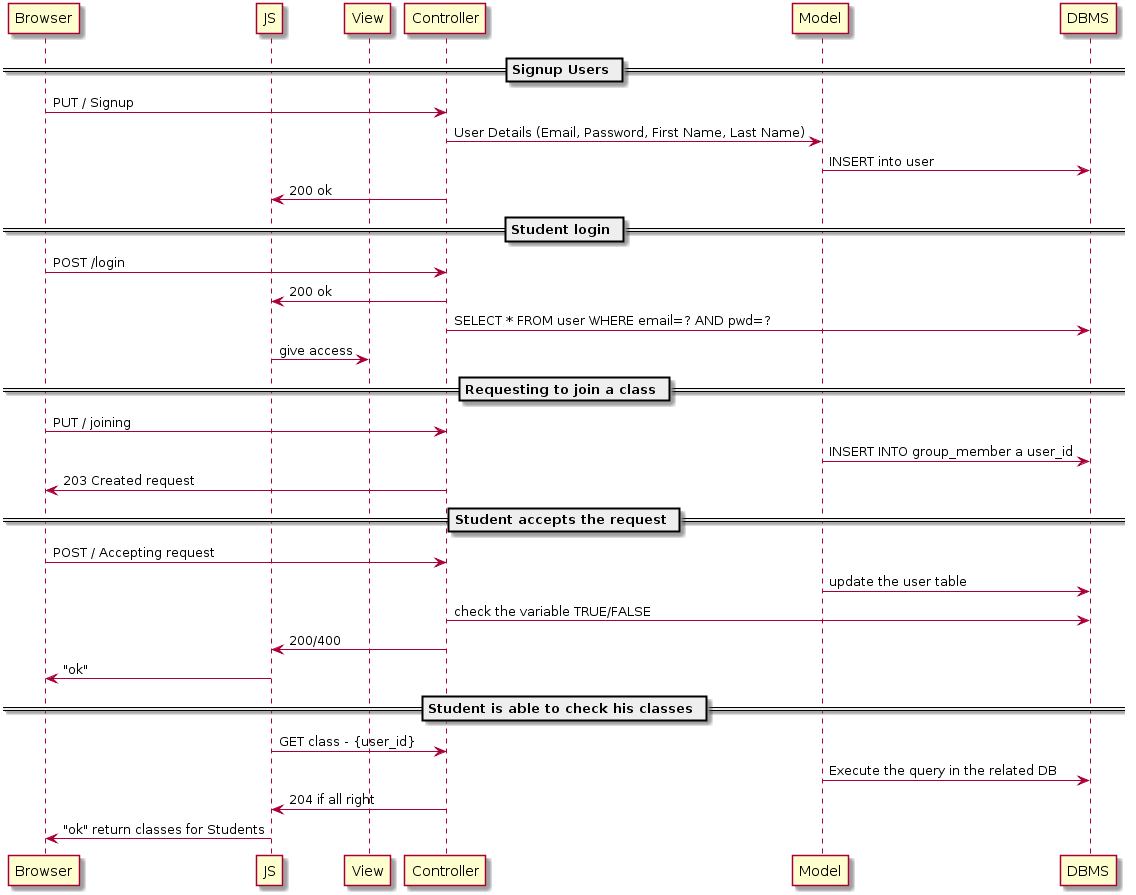 Browser JS View Controller Model DBMS
Signup Users
PUT / Signup
User Details (Email, Password, First Name, Last Name)
INSERT into user
200 ok
Student login
POST /login
200 ok
SELECT * FROM user WHERE email=? AND pwd=?
give access
Requesting to join a class
PUT / joining
INSERT INTO group_member a user_id
203 Created request
Student accepts the request
POST / Accepting request
update the user table
check the variable TRUE/FALSE
200/400
"ok"
Student is able to check his classes
GET class - {user_id}
Execute the query in the related DB
204 if all right
"ok" return classes for Students
Browser JS View Controller Model DBMS